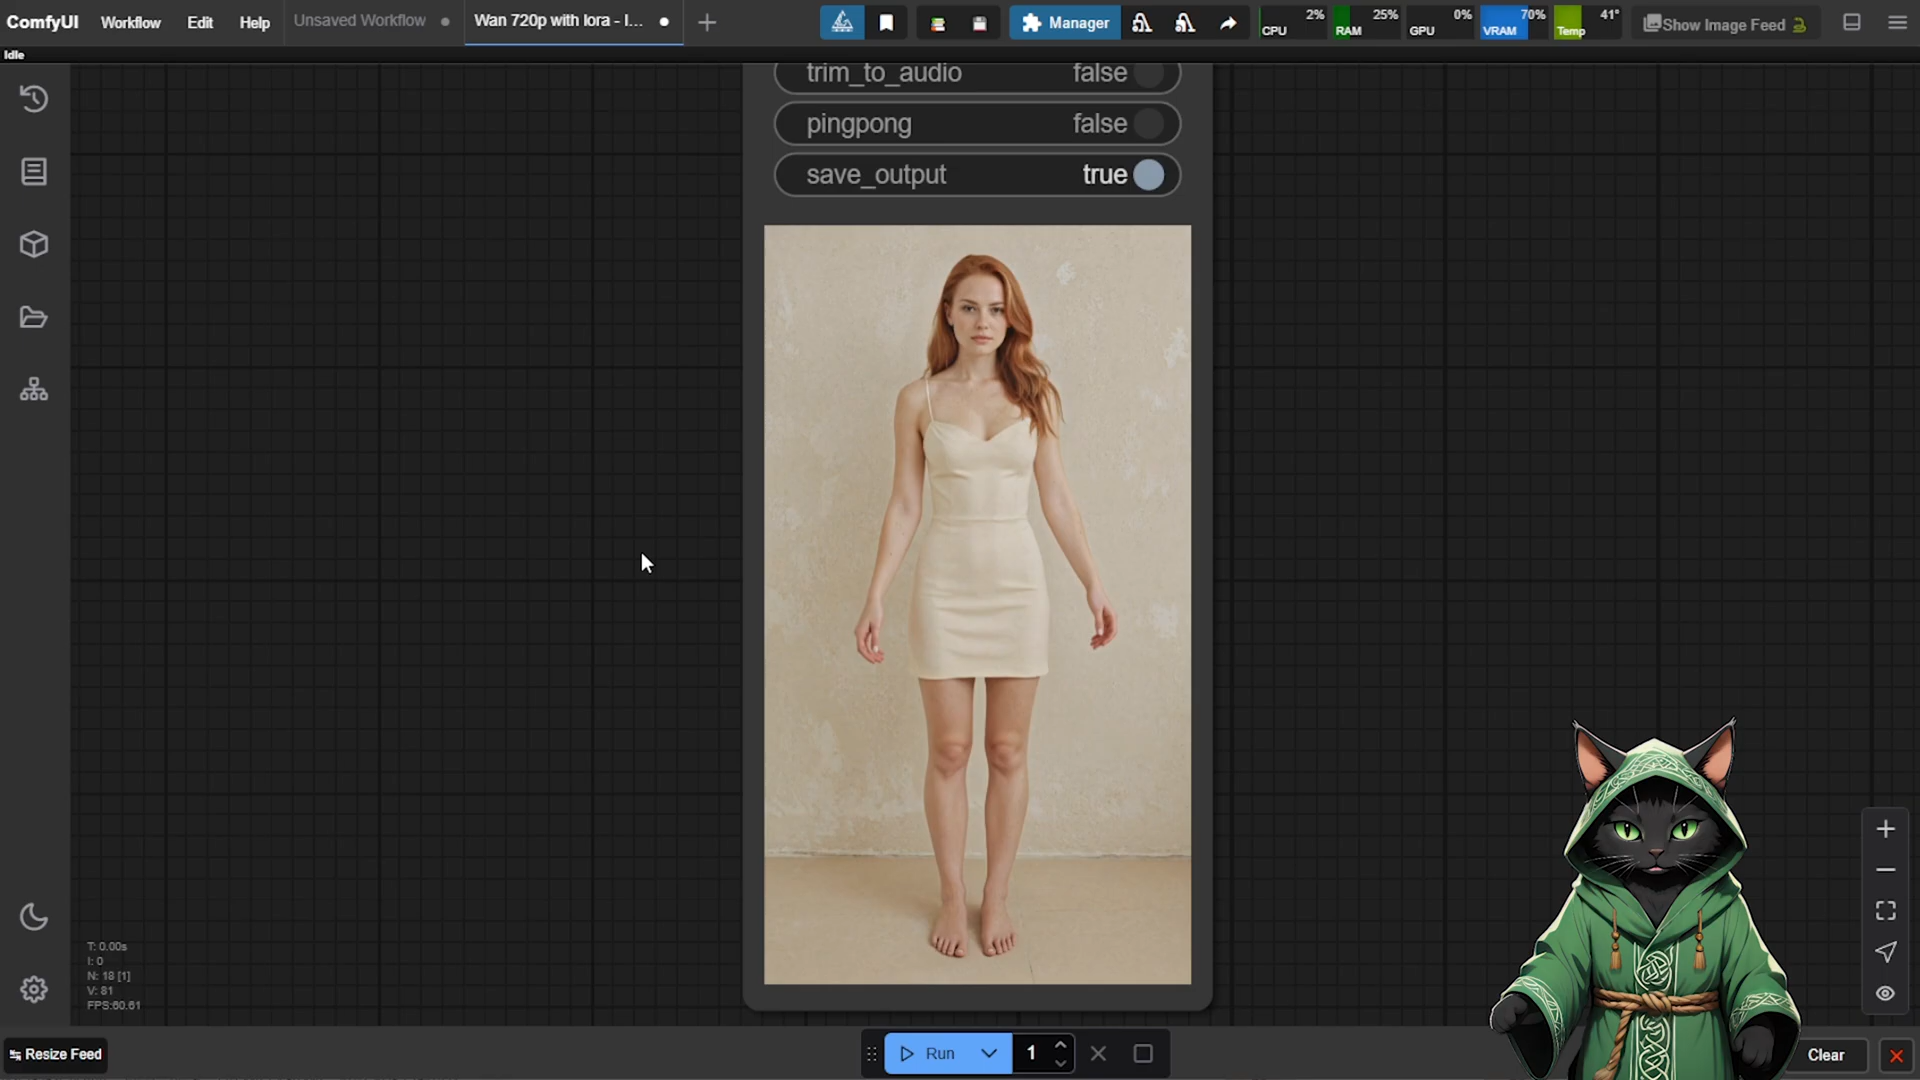 ComfyUI Workflow Edit Help Unsaved Workflow Wan 720p with lora - I... Manager CPU 2% RAM 25% GPU 0% VRAM 70% Temp 41° Show Image Feed
Idle
trim_to_audio false
pingpong false
save_output true
T: 0.00s
I: 0
N: 18 [1]
V: 81
FPS:60.61
Resize Feed Run 1 Clear